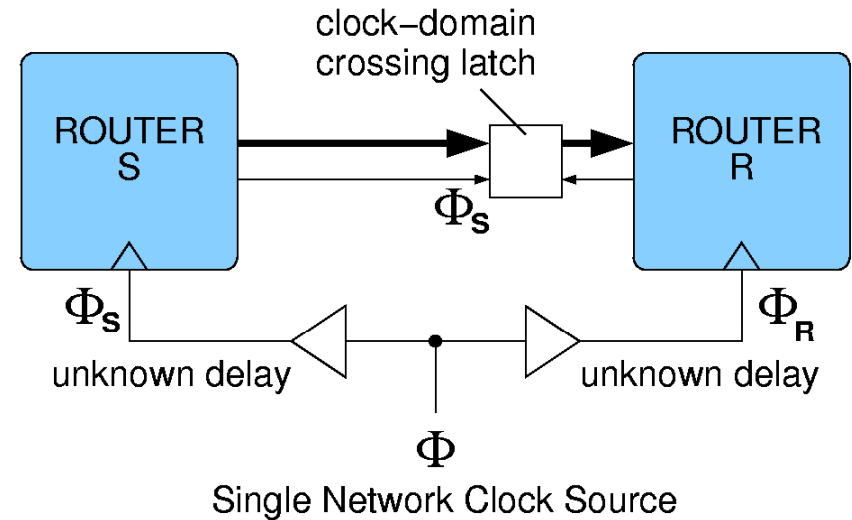 clock–domain
crossing latch
ROUTER
S
ROUTER
R
Φs
Φs
ΦR
unknown delay
unknown delay
Φ
Single Network Clock Source